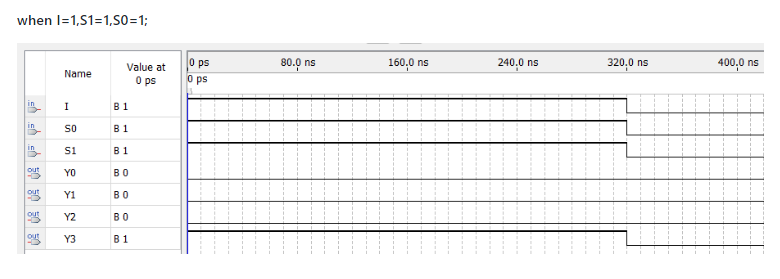 when I=1,S1=1,S0=1;
Name Value at 0 ps 0 ps 80.0 ns 160.0 ns 240.0 ns 320.0 ns 400.0 ns
0 ps
in I B 1
in S0 B 1
in S1 B 1
out Y0 B 0
out Y1 B 0
out Y2 B 0
out Y3 B 1